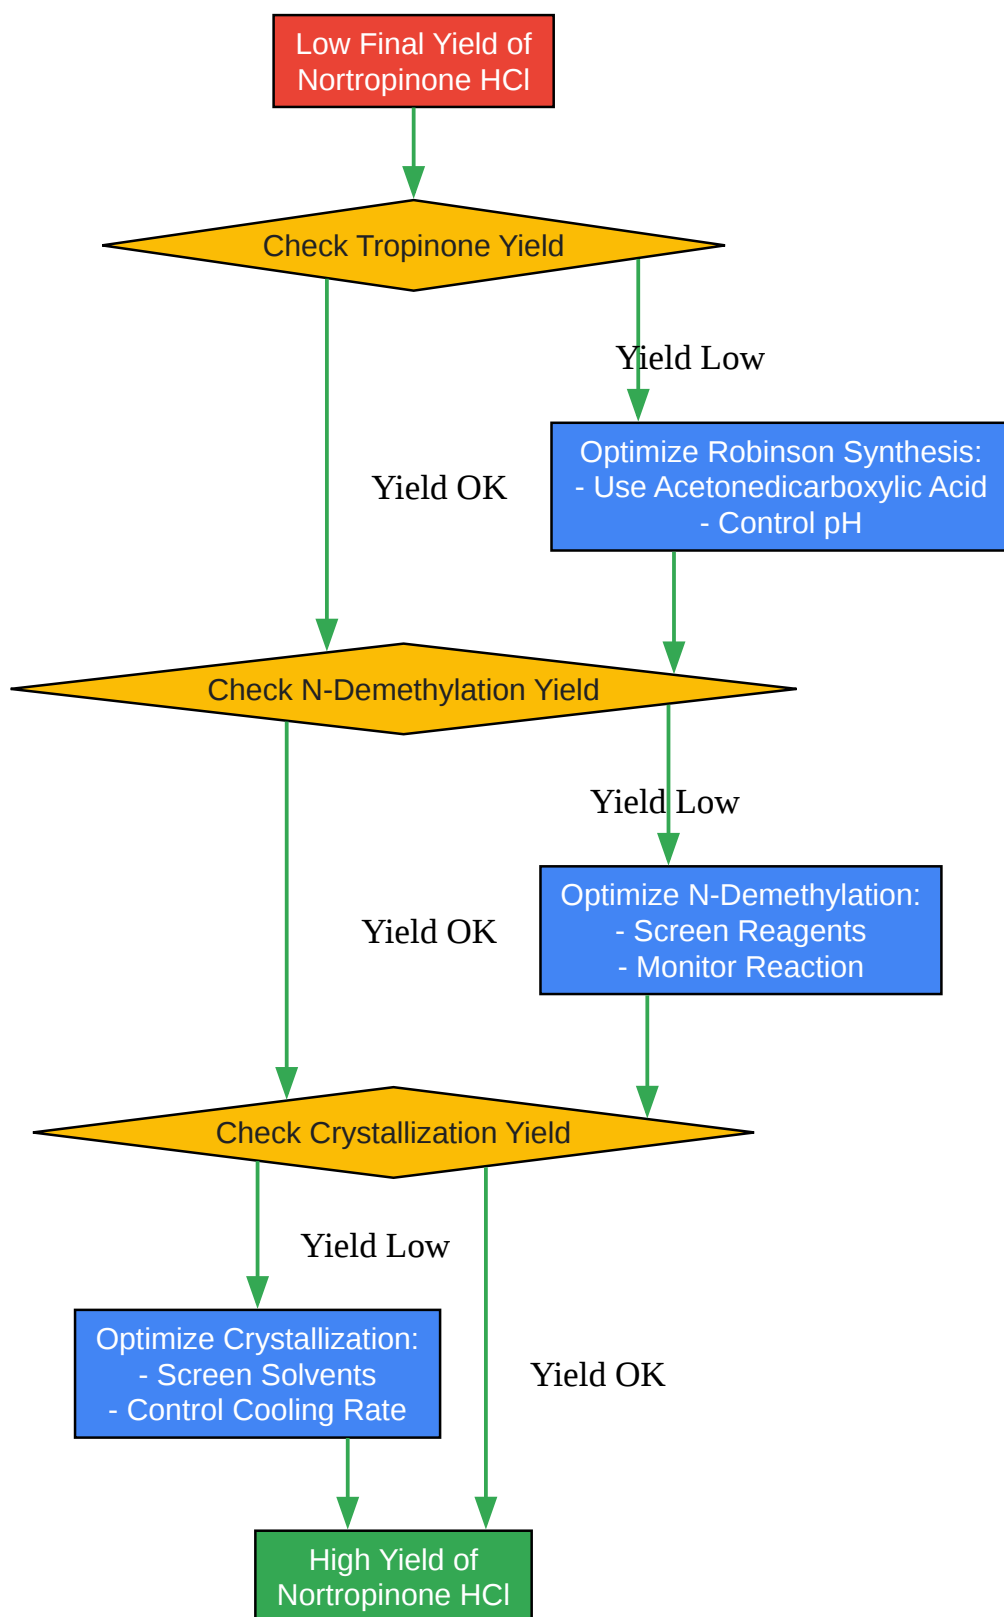 Low Final Yield of
Nortropinone HCl
Check Tropinone Yield
Yield Low
Optimize Robinson Synthesis:
- Use Acetonedicarboxylic Acid
- Control pH
Yield OK
Check N-Demethylation Yield
Yield Low
Optimize N-Demethylation:
- Screen Reagents
- Monitor Reaction
Yield OK
Check Crystallization Yield
Yield Low
Optimize Crystallization:
- Screen Solvents
- Control Cooling Rate
Yield OK
High Yield of
Nortropinone HCl